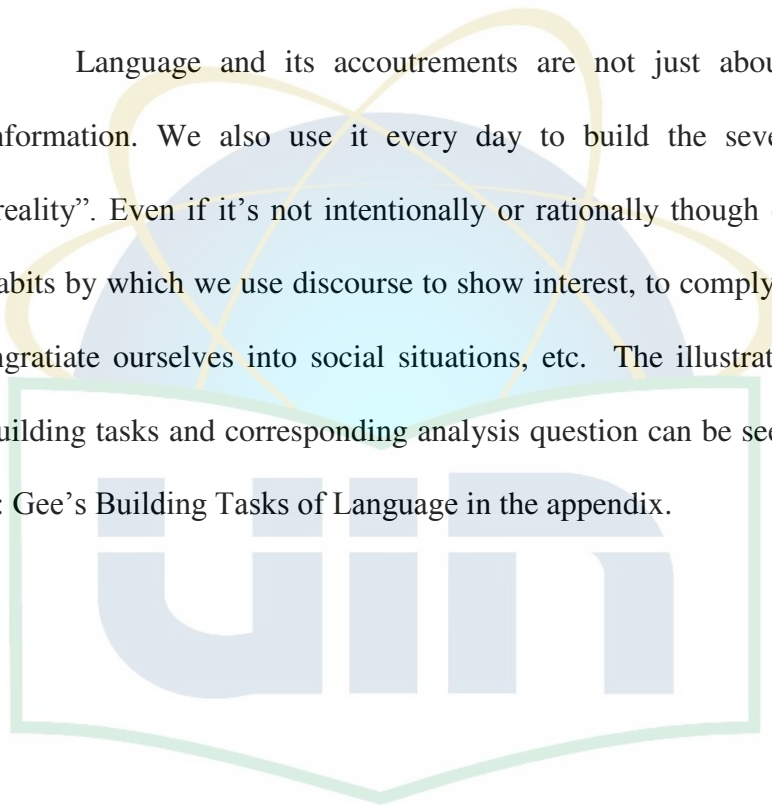 Language and its accoutrements are not just abou
nformation. We also use it every day to build the seve
reality”. Even if it’s not intentionally or rationally though
abits by which we use discourse to show interest, to comply
ngratiate ourselves into social situations, etc. The illustrat
uilding tasks and corresponding analysis question can be see
: Gee’s Building Tasks of Language in the appendix.
uin